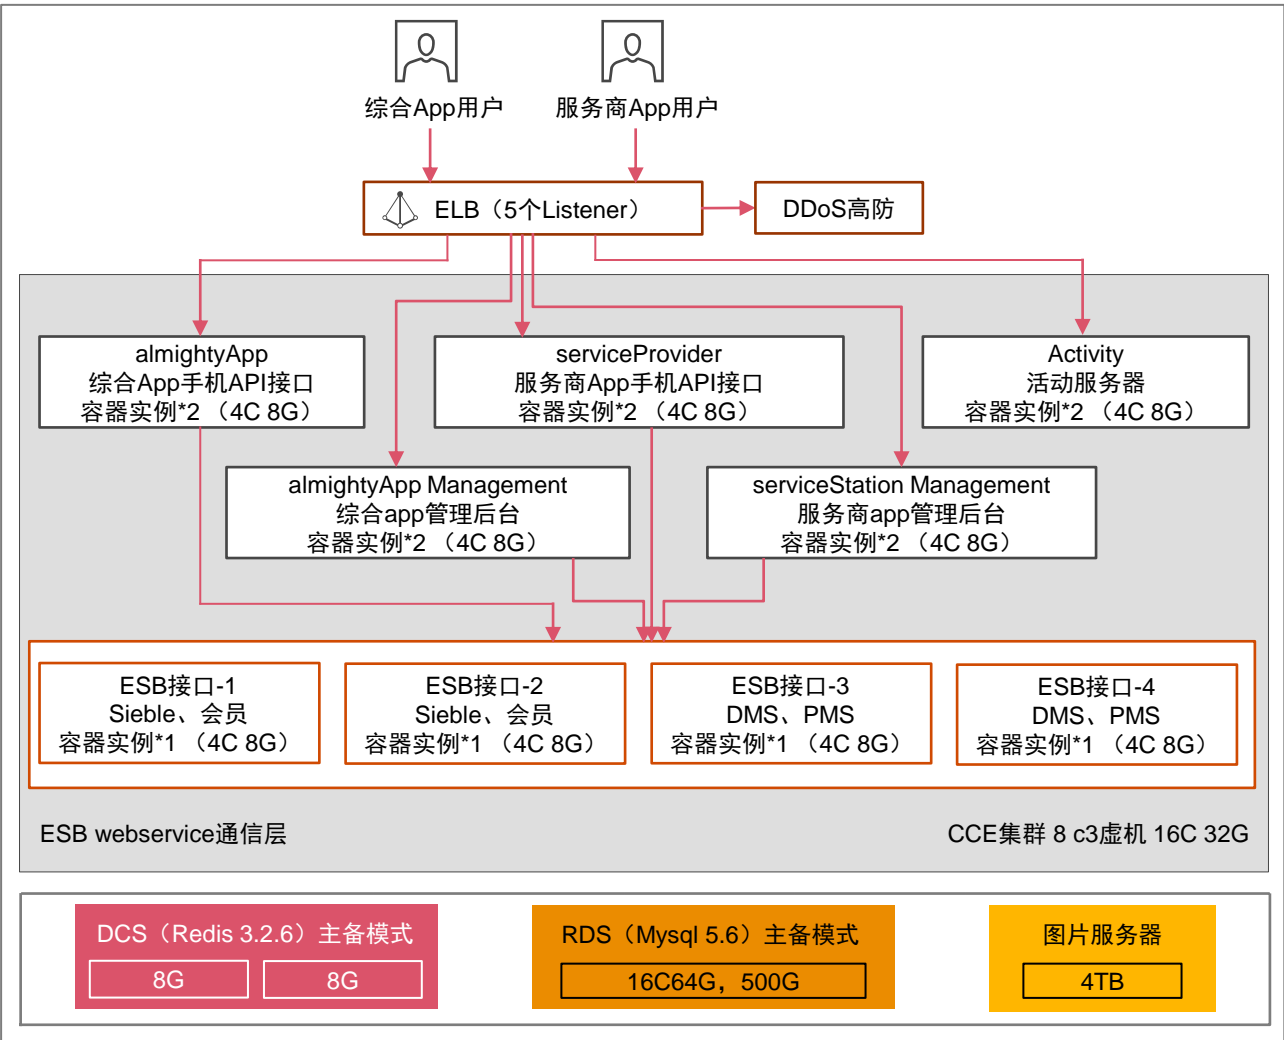 综合App用户
服务商App用户
ELB（5个Listener）
DDoS高防
almightyApp
综合App手机API接口
容器实例*2 （4C 8G）
serviceProvider
服务商App手机API接口
容器实例*2 （4C 8G）
Activity
活动服务器
容器实例*2 （4C 8G）
almightyApp Management
综合app管理后台
容器实例*2 （4C 8G）
serviceStation Management
服务商app管理后台
容器实例*2 （4C 8G）
ESB接口-1
Sieble、会员
容器实例*1 （4C 8G）
ESB接口-2
Sieble、会员
容器实例*1 （4C 8G）
ESB接口-3
DMS、PMS
容器实例*1 （4C 8G）
ESB接口-4
DMS、PMS
容器实例*1 （4C 8G）
ESB webservice通信层
CCE集群 8 c3虚机 16C 32G
DCS（Redis 3.2.6）主备模式
8G
8G
RDS（Mysql 5.6）主备模式
16C64G，500G
图片服务器
4TB